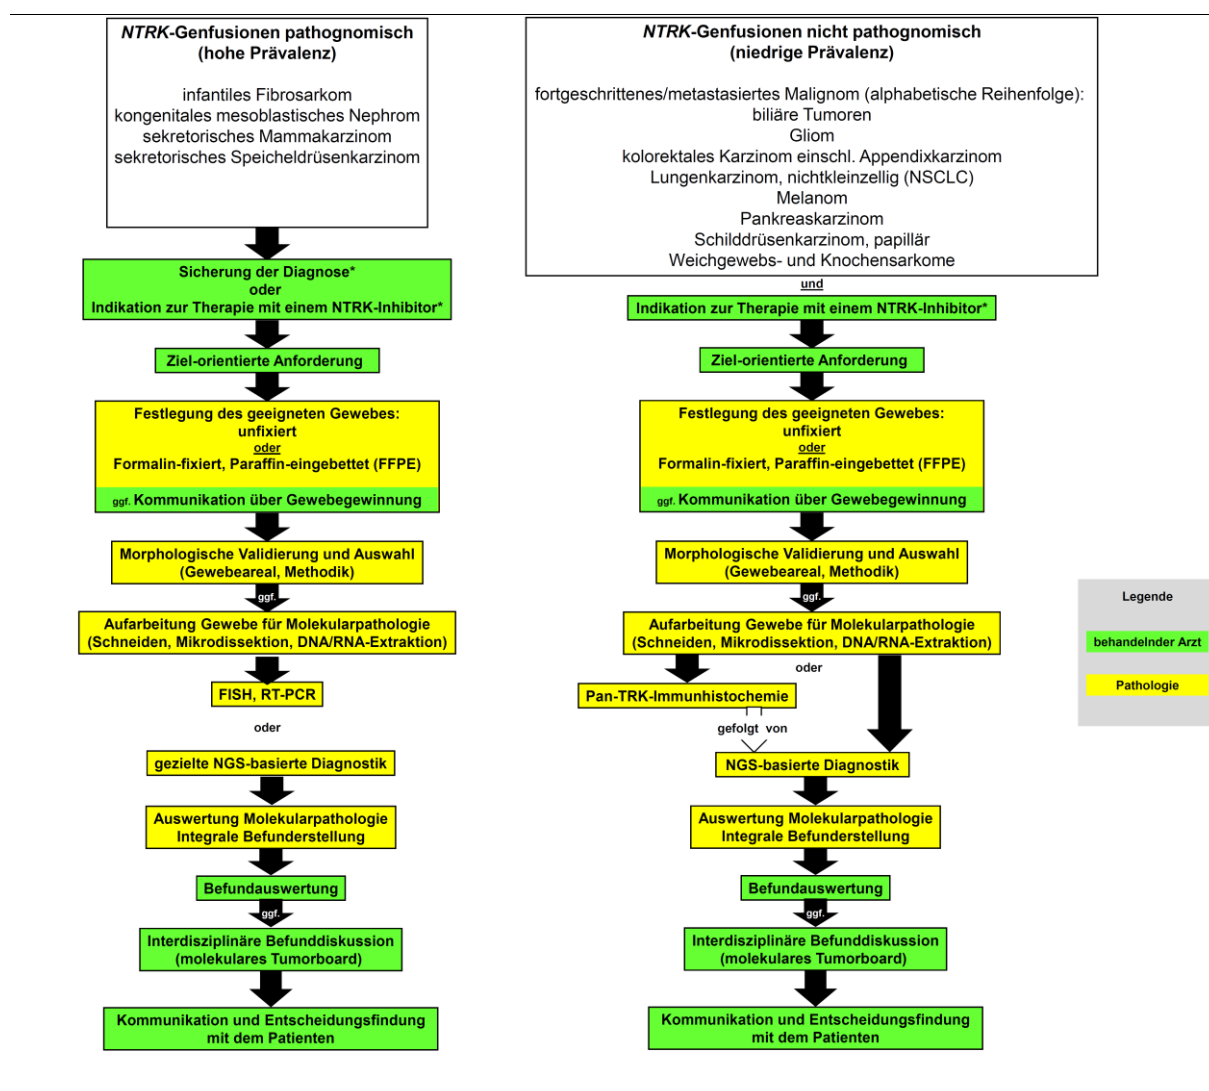 NTRK-Genfusionen pathognomisch
(hohe Prävalenz)
infantiles Fibrosarkom
kongenitales mesoblastisches Nephrom
sekretorisches Mammakarzinom
sekretorisches Speicheldrüsenkarzinom
Sicherung der Diagnose*
oder
Indikation zur Therapie mit einem NTRK-Inhibitor*
Ziel-orientierte Anforderung
Festlegung des geeigneten Gewebes:
unfixiert
oder
Formalin-fixiert, Paraffin-eingebettet (FFPE)
ggf. Kommunikation über Gewebegewinnung
Morphologische Validierung und Auswahl
(Gewebeareal, Methodik)
ggf.
Aufarbeitung Gewebe für Molekularpathologie
(Schneiden, Mikrodissektion, DNA/RNA-Extraktion)
FISH, RT-PCR
oder
gezielte NGS-basierte Diagnostik
Auswertung Molekularpathologie
Integrale Befunderstellung
Befundauswertung
ggf.
Interdisziplinäre Befunddiskussion
(molekulares Tumorboard)
Kommunikation und Entscheidungsfindung
mit dem Patienten
NTRK-Genfusionen nicht pathognomisch
(niedrige Prävalenz)
fortgeschrittenes/metastasiertes Malignom (alphabetische Reihenfolge):
biliäre Tumoren
Gliom
kolorektales Karzinom einschl. Appendixkarzinom
Lungenkarzinom, nichtkleinzellig (NSCLC)
Melanom
Pankreaskarzinom
Schilddrüsenkarzinom, papillär
Weichgewebs- und Knochensarkome
und
Indikation zur Therapie mit einem NTRK-Inhibitor*
Ziel-orientierte Anforderung
Festlegung des geeigneten Gewebes:
unfixiert
oder
Formalin-fixiert, Paraffin-eingebettet (FFPE)
ggf. Kommunikation über Gewebegewinnung
Morphologische Validierung und Auswahl
(Gewebeareal, Methodik)
ggf.
Aufarbeitung Gewebe für Molekularpathologie
(Schneiden, Mikrodissektion, DNA/RNA-Extraktion)
oder
Pan-TRK-Immunhistochemie
gefolgt von
NGS-basierte Diagnostik
Auswertung Molekularpathologie
Integrale Befunderstellung
Befundauswertung
ggf.
Interdisziplinäre Befunddiskussion
(molekulares Tumorboard)
Kommunikation und Entscheidungsfindung
mit dem Patienten
Legende
behandelnder Arzt
Pathologie